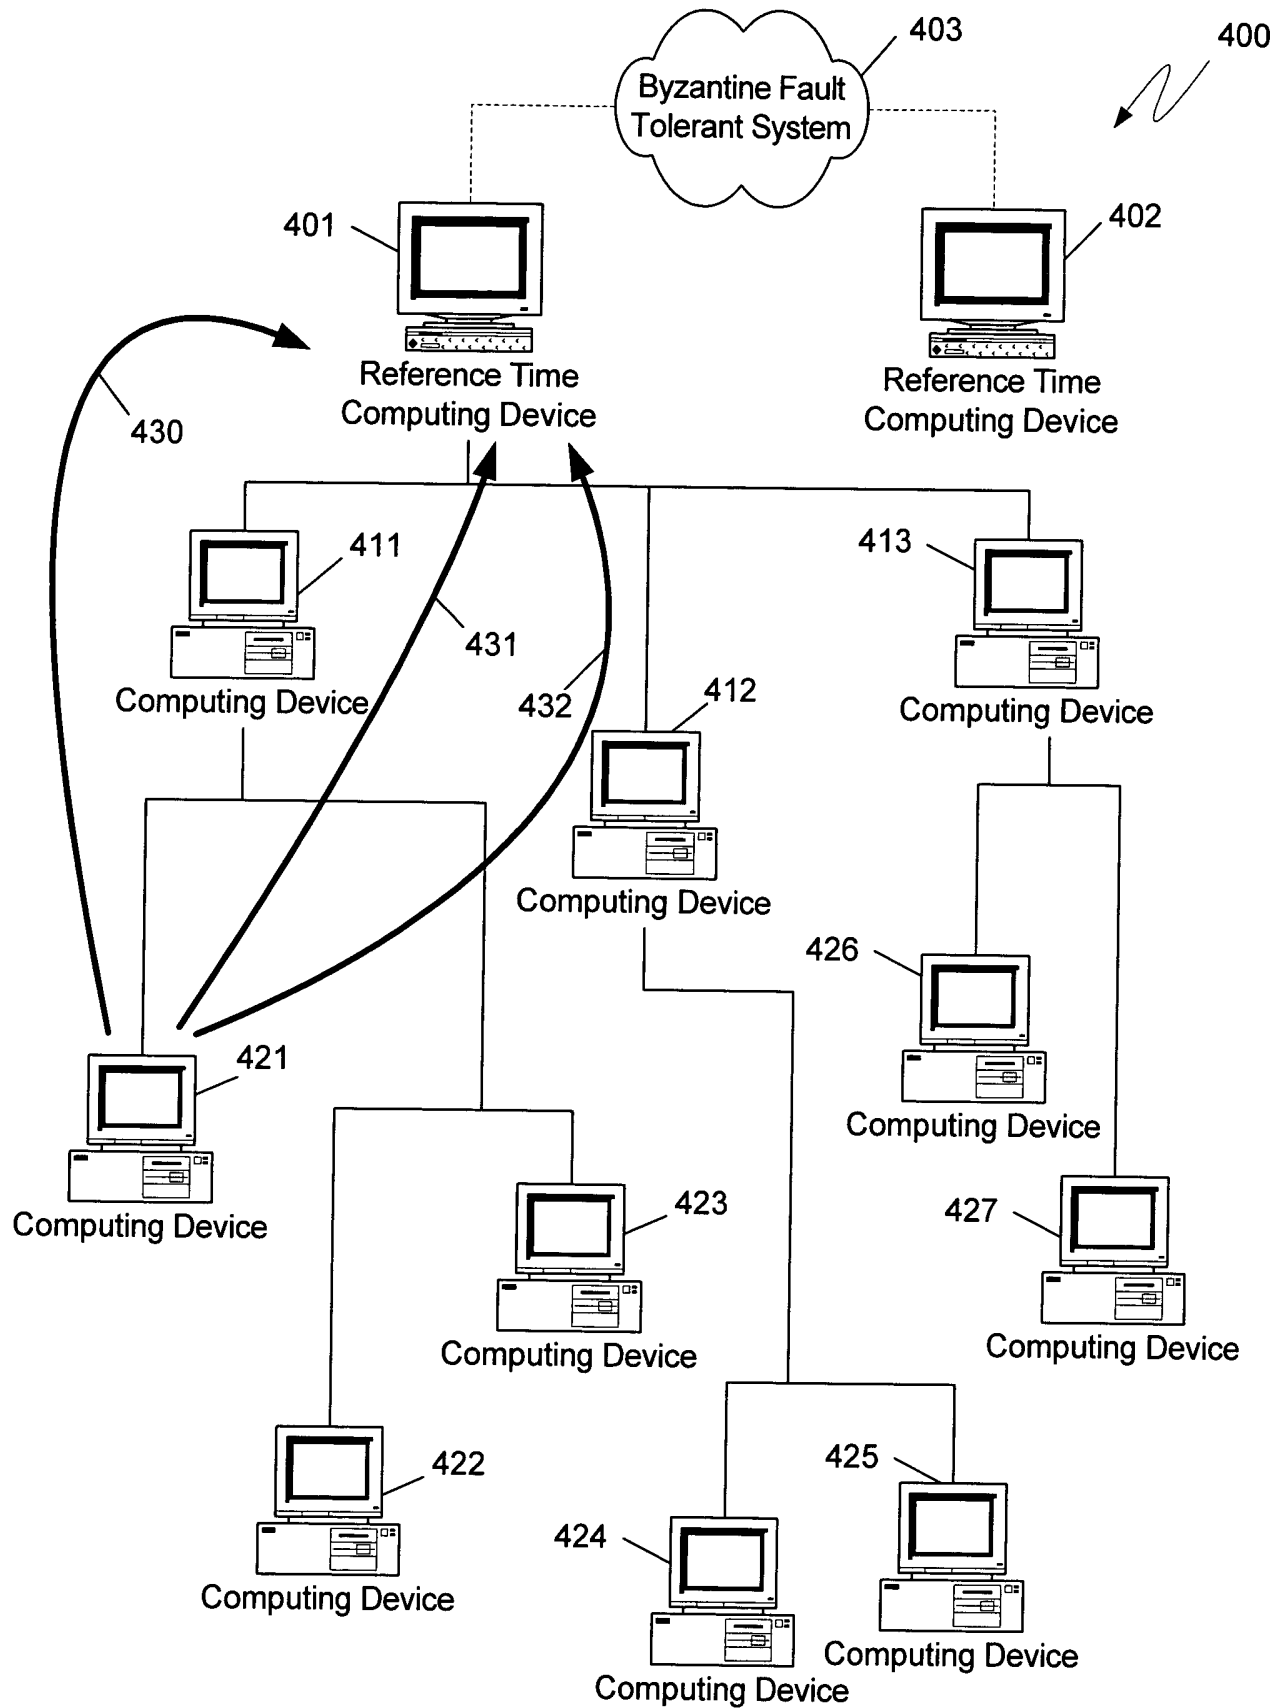 403
400
Byzantine Fault
Tolerant System
401
402
Reference Time
Computing Device
Reference Time
Computing Device
430
411
413
431
432
412
Computing Device
Computing Device
Computing Device
426
421
Computing Device
423
427
Computing Device
Computing Device
Computing Device
422
425
424
Computing Device
Computing Device
Computing Device